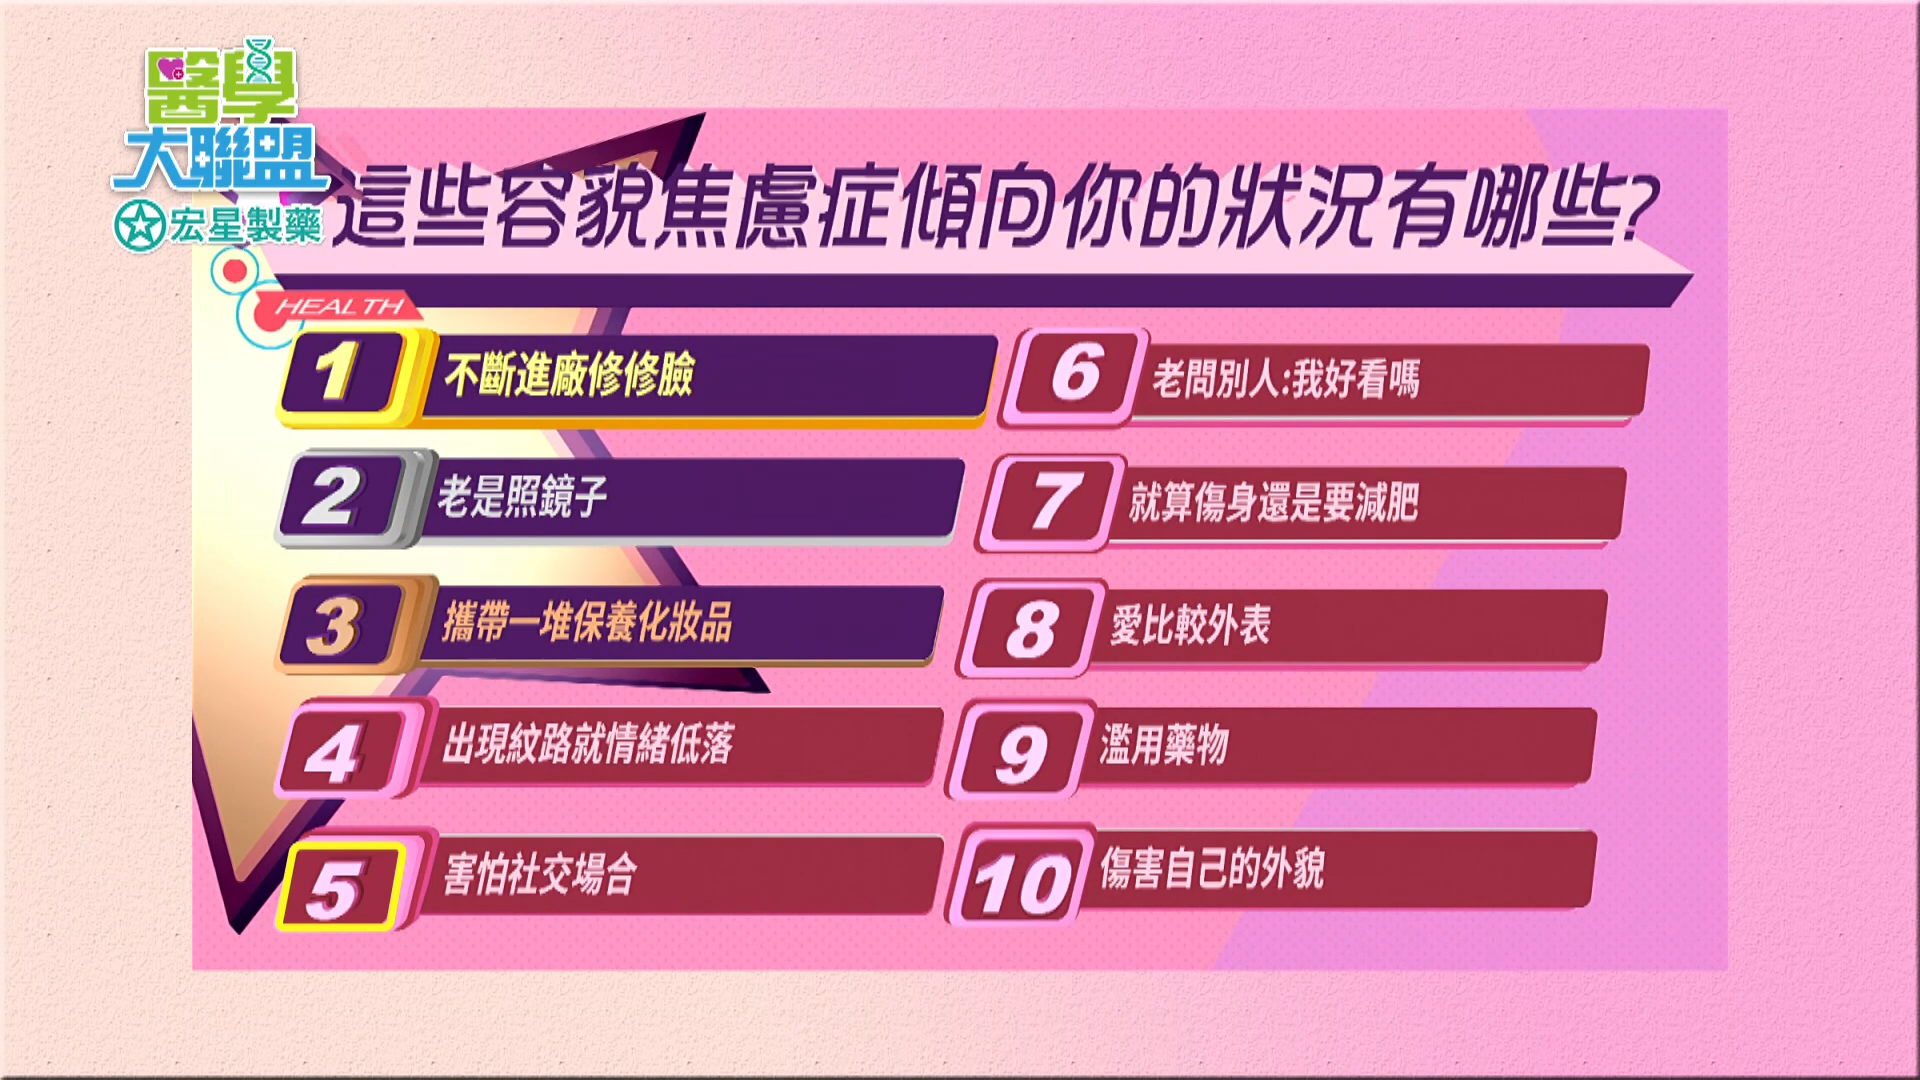 醫學
大聯盟
宏星製藥
這些容貌焦慮症傾向你的狀況有哪些?
HEALTH
1 不斷進廠修修臉
2 老是照鏡子
3 攜帶一堆保養化妝品
4 出現紋路就情緒低落
5 害怕社交場合
6 老問別人:我好看嗎
7 就算傷身還是要減肥
8 愛比較外表
9 濫用藥物
10 傷害自己的外貌